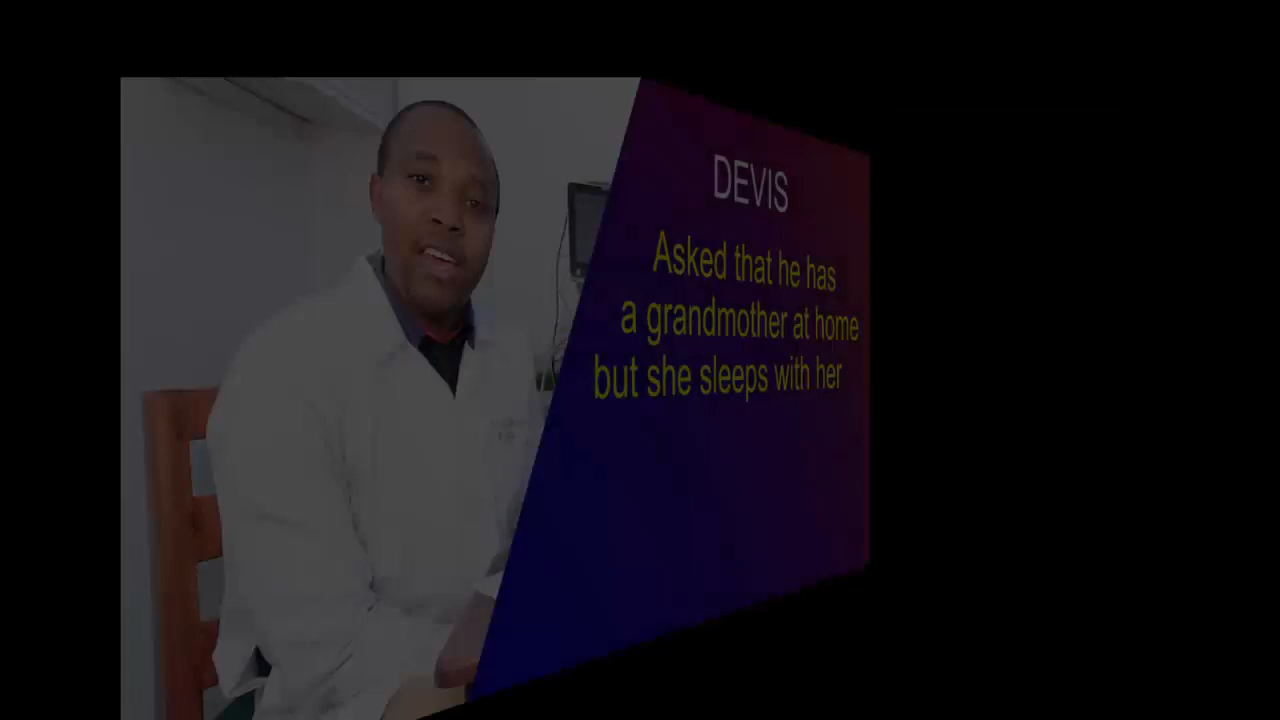 DEVIS
Asked that he has
a grandmother at home
but she sleeps with her